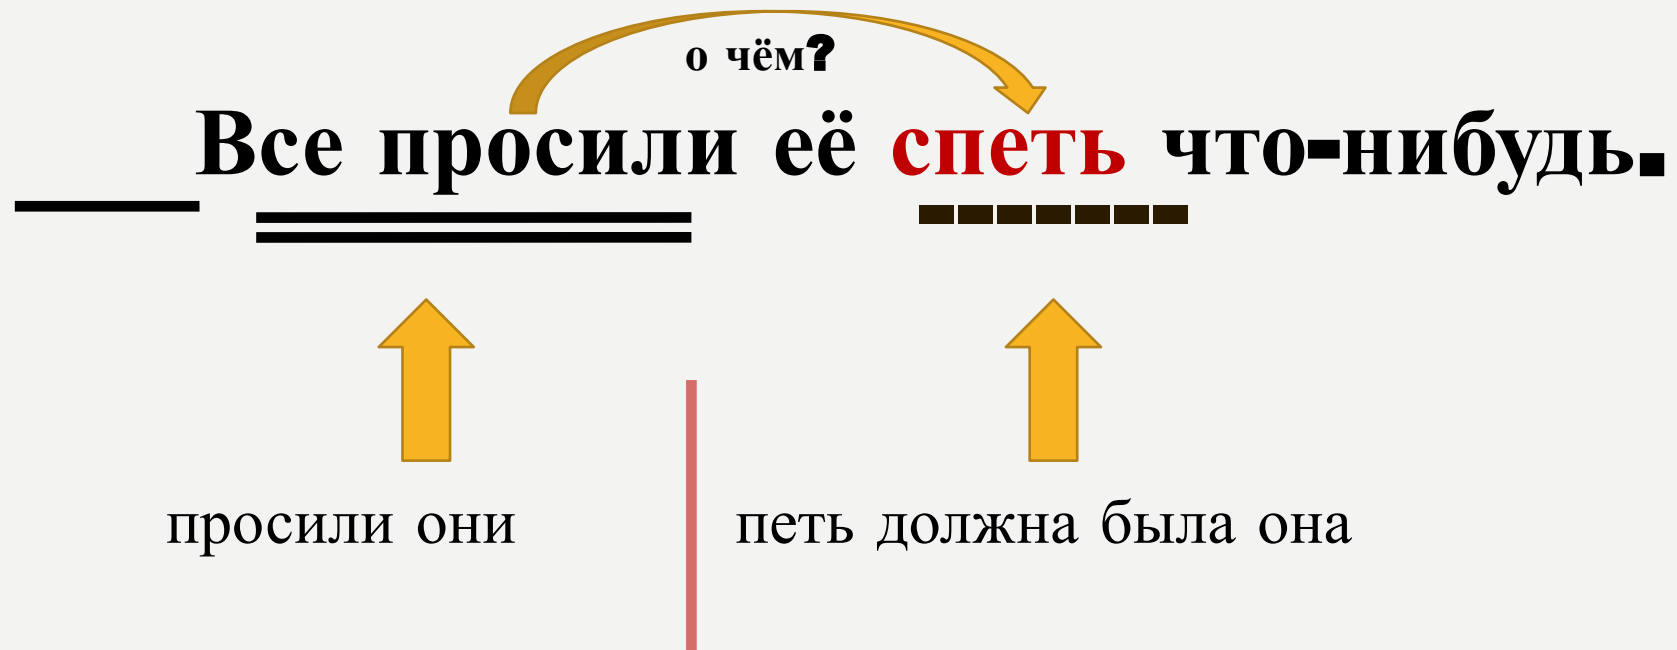 о чём?
Все просили её спеть что-нибудь.
просили они
петь должна была она